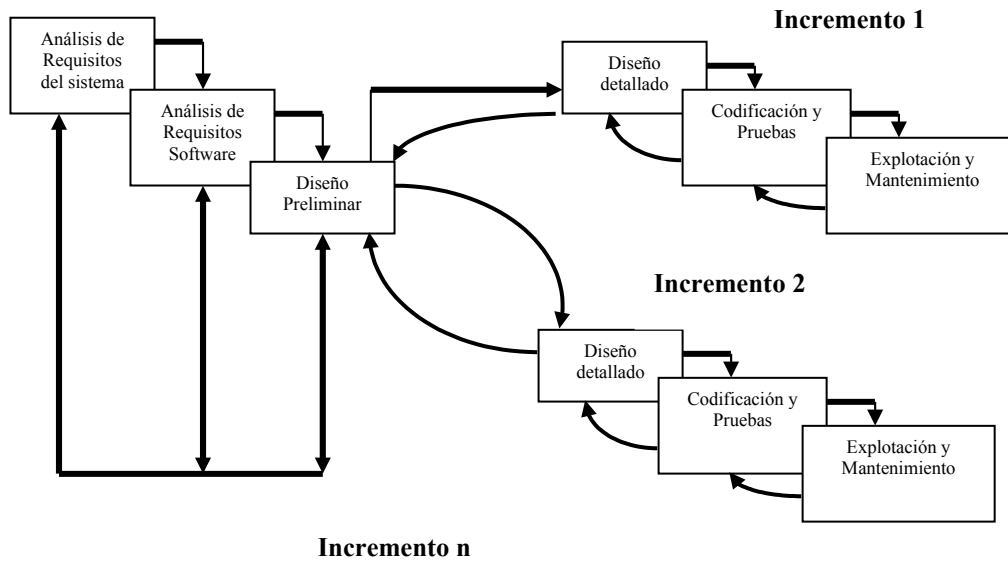 Incremento 1
Análisis de
Requisitos
del sistema
Análisis de
Requisitos
Software
Diseño
Preliminar
Diseño
detallado
Codificación y
Pruebas
Explotación y
Mantenimiento
Incremento 2
Diseño
detallado
Codificación y
Pruebas
Explotación y
Mantenimiento
Incremento n